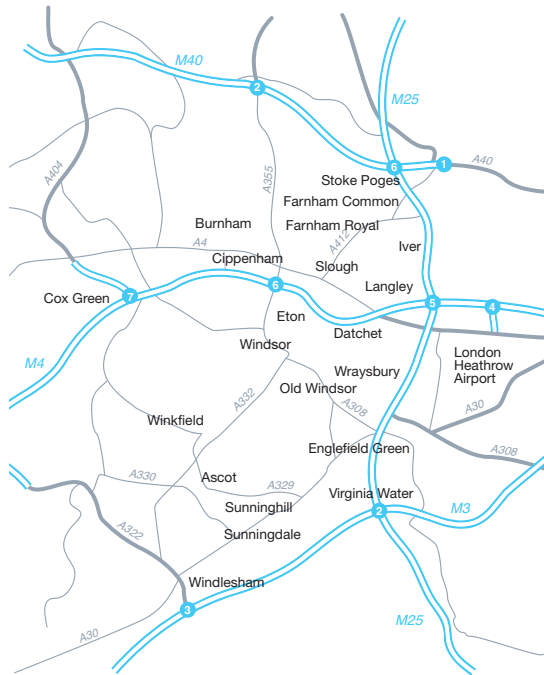 M40
2
M25
6
1
A40
A404
A355
Stoke Poges
Farnham Common
Burnham
Farnham Royal
A4
A412
Iver
Cippenham
Slough
6
Langley
7
Cox Green
5
4
Eton
Datchet
Windsor
London
Heathrow
Airport
M4
Wraysbury
Old Windsor
A332
A308
A30
Winkfield
Englefield Green
A308
A330
Ascot
A329
Virginia Water
Sunninghill
2
M3
A322
Sunningdale
Windlesham
3
A30
M25